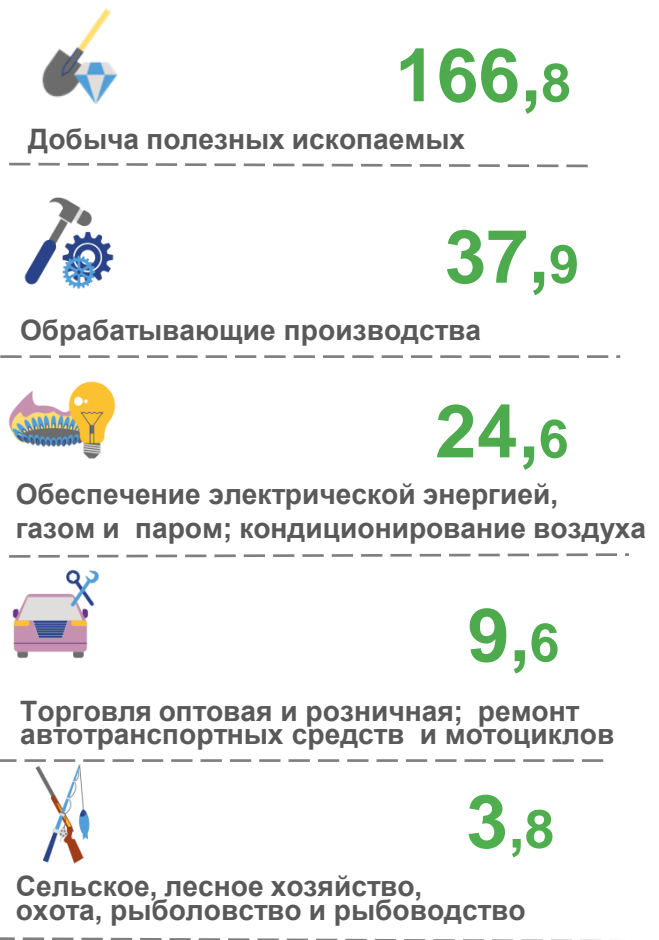 166,8
Добыча полезных ископаемых
37,9
Обрабатывающие производства
24,6
Обеспечение электрической энергией,
газом и паром; кондиционирование воздуха
9,6
Торговля оптовая и розничная; ремонт
автотранспортных средств и мотоциклов
3,8
Сельское, лесное хозяйство,
охота, рыболовство и рыбоводство